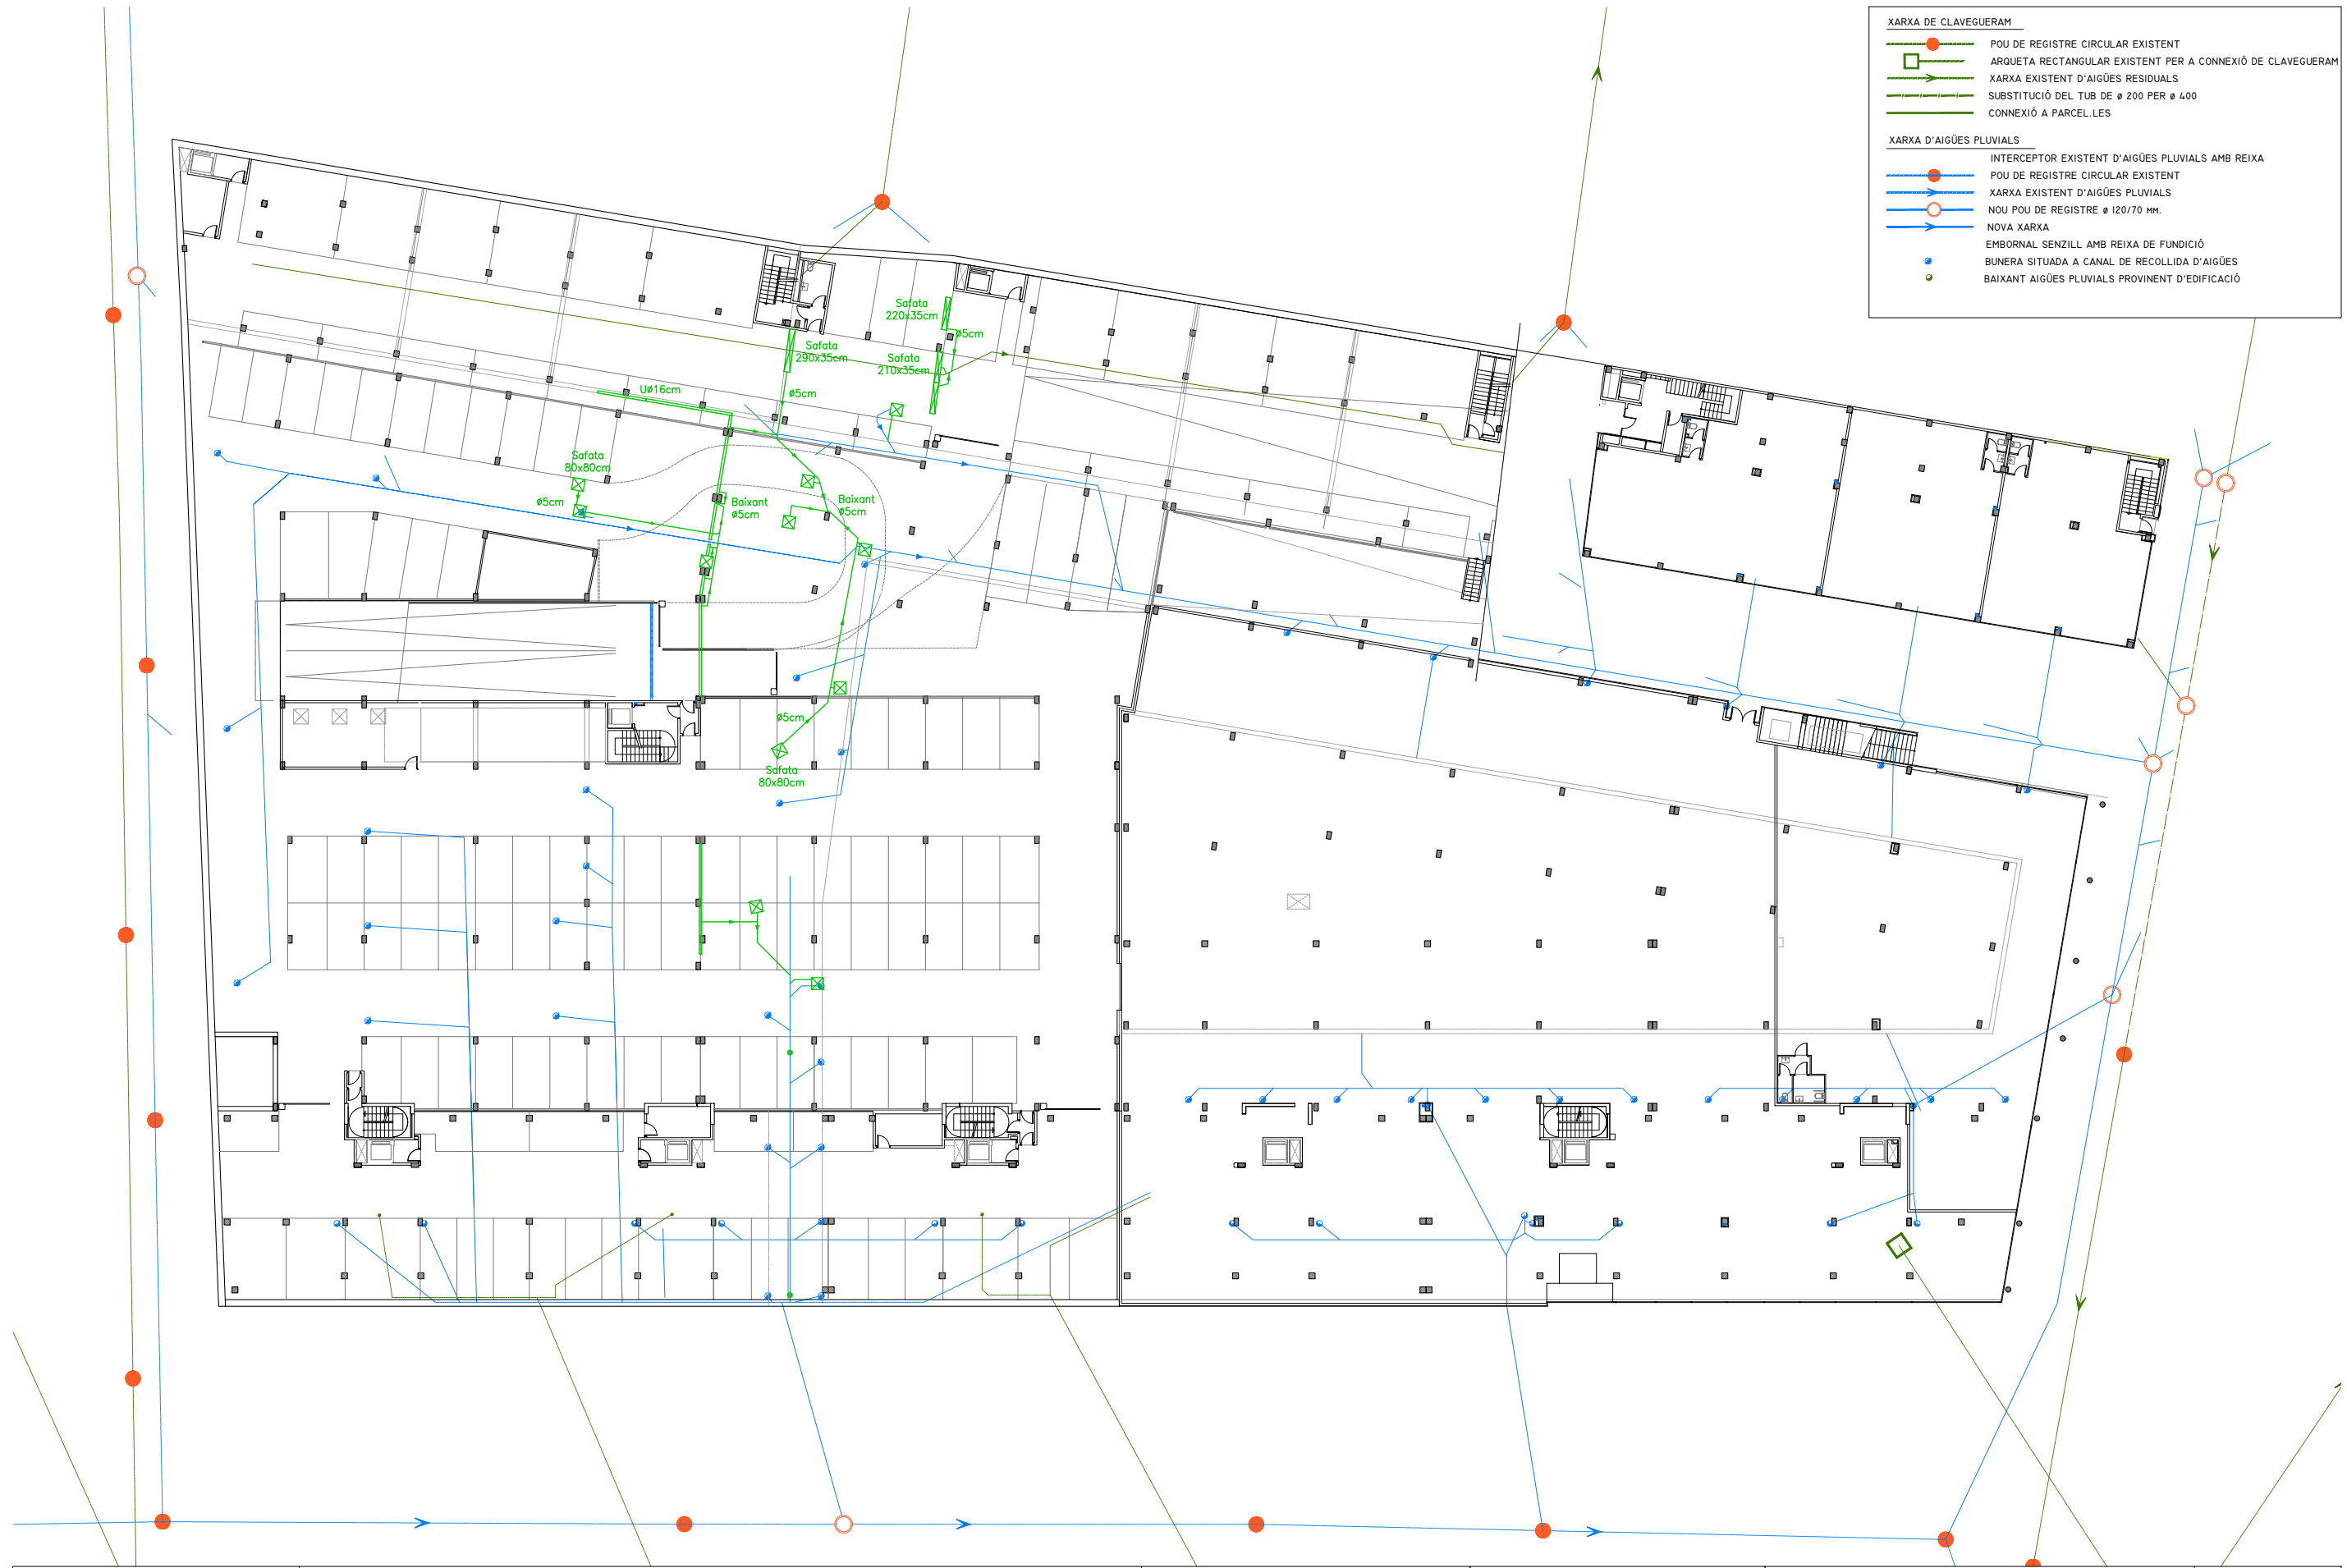 XARXA DE CLAVEGUERAM
POU DE REGISTRE CIRCULAR EXISTENT
ARQUETA RECTANGULAR EXISTENT PER A CONNEXIÓ DE CLAVEGUERAM
XARXA EXISTENT D'AIGÜES RESIDUALS
SUBSTITUCIÓ DEL TUB DE ø 200 PER ø 400
CONNEXIÓ A PARCEL.LES
XARXA D'AIGÜES PLUVIALS
INTERCEPTOR EXISTENT D'AIGÜES PLUVIALS AMB REIXA
POU DE REGISTRE CIRCULAR EXISTENT
XARXA EXISTENT D'AIGÜES PLUVIALS
NOU POU DE REGISTRE ø 120/70 MM.
NOVA XARXA
EMBORNAL SENZILL AMB REIXA DE FUNDICIÓ
BUNERA SITUADA A CANAL DE RECOLLIDA D'AIGÜES
BAIXANT AIGÜES PLUVIALS PROVINENT D'EDIFICACIÓ
Safata
220x35cm
ø5cm
Safata
290x35cm
Safata
210x35cm
Uø16cm
ø5cm
Safata
80x80cm
ø5cm
Baixant
ø5cm
Baixant
ø5cm
ø5cm
Safata
80x80cm